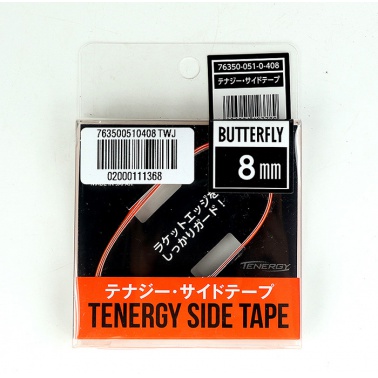 76350-051-0-408
テナジー・サイドテープ
763500510408 TWJ
02000111368
BUTTERFLY
8mm
ラケットエッジを
しっかりガード!
TENERGY
テナジー・サイドテープ
TENERGY SIDE TAPE